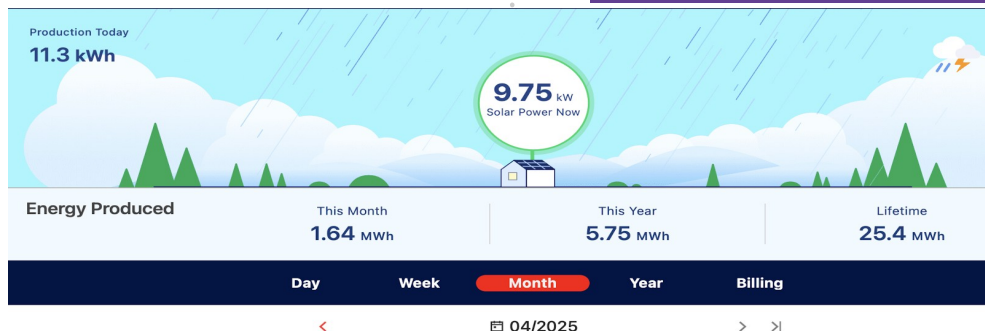 Production Today
11.3 kWh
9.75 kW
Solar Power Now
Energy Produced
This Month
1.64 MWh
This Year
5.75 MWh
Lifetime
25.4 MWh
Day Week Month Year Billing
< 04/2025 > >|